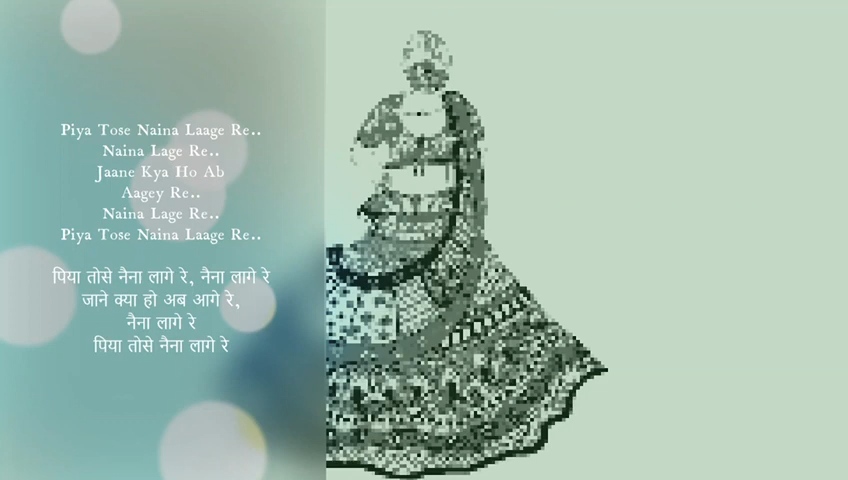 Piya Tose Naina Laage Re..
Naina Lage Re..
Jaane Kya Ho Ab
Aagey Re..
Naina Lage Re..
Piya Tose Naina Laage Re..
पिया तोसे नैना लागे रे, नैना लागे रे
जाने क्या हो अब आगे रे,
नैना लागे रे
पिया तोसे नैना लागे रे